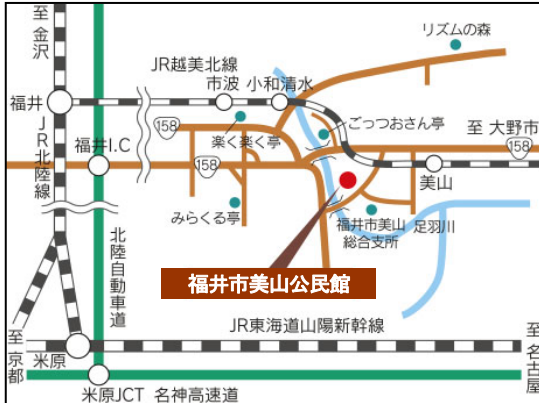 至金沢
リズムの森
JR越美北線
市波
小和清水
福井
158
楽く楽く亭
ごっつおさん亭
至 大野市
158
JR北陸線
福井I.C
158
美山
みらくる亭
福井市美山
総合支所
足羽川
北陸自動車道
福井市美山公民館
JR東海道山陽新幹線
至京都
米原
至名古屋
米原JCT
名神高速道